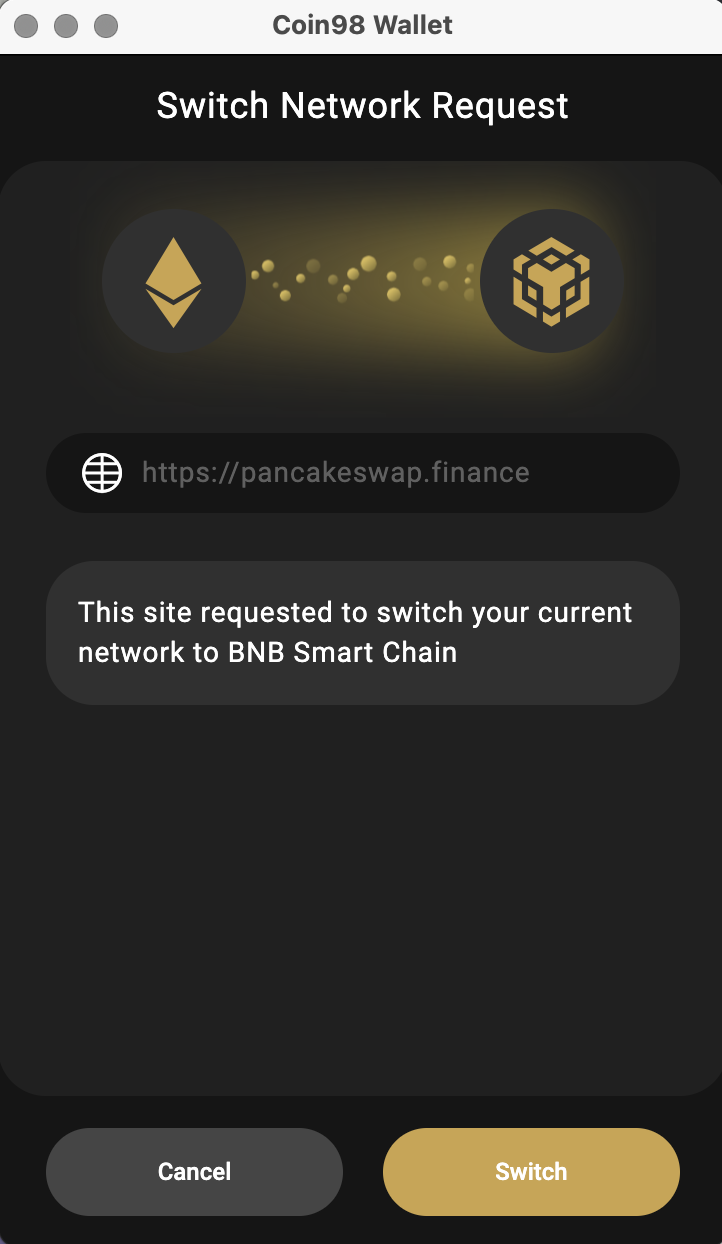 Coin98 Wallet
Switch Network Request
https://pancakeswap.finance
This site requested to switch your current
network to BNB Smart Chain
Cancel
Switch